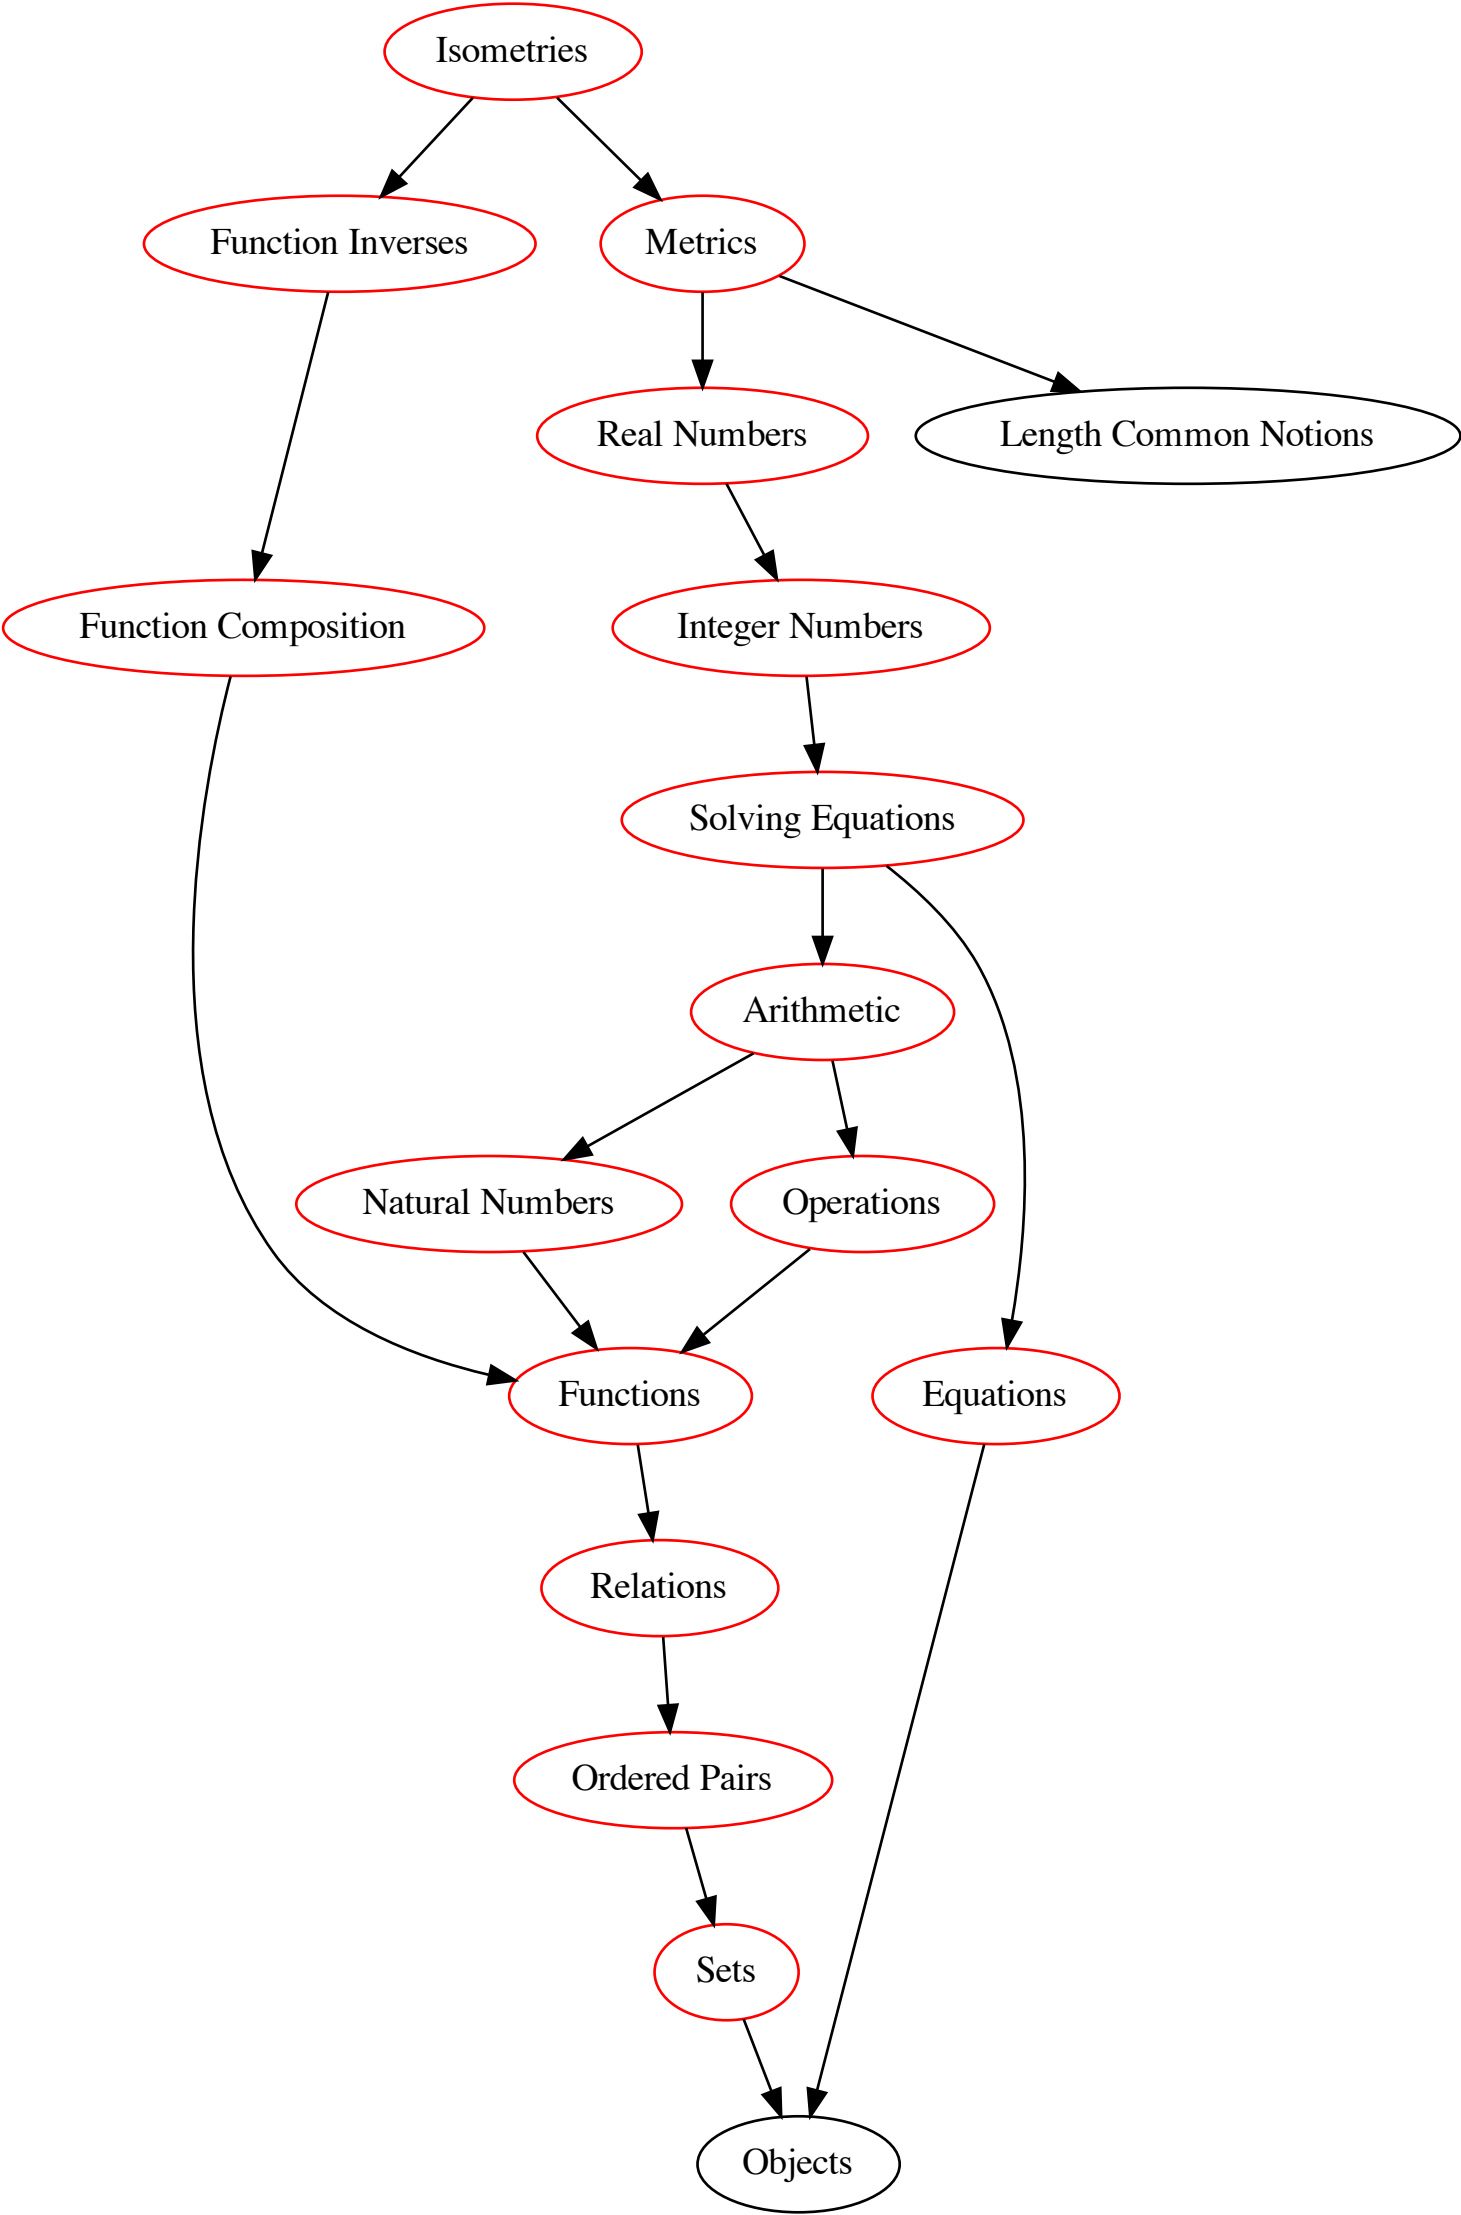 Isometries
Function Inverses
Metrics
Real Numbers
Length Common Notions
Function Composition
Integer Numbers
Solving Equations
Arithmetic
Natural Numbers
Operations
Functions
Equations
Relations
Ordered Pairs
Sets
Objects